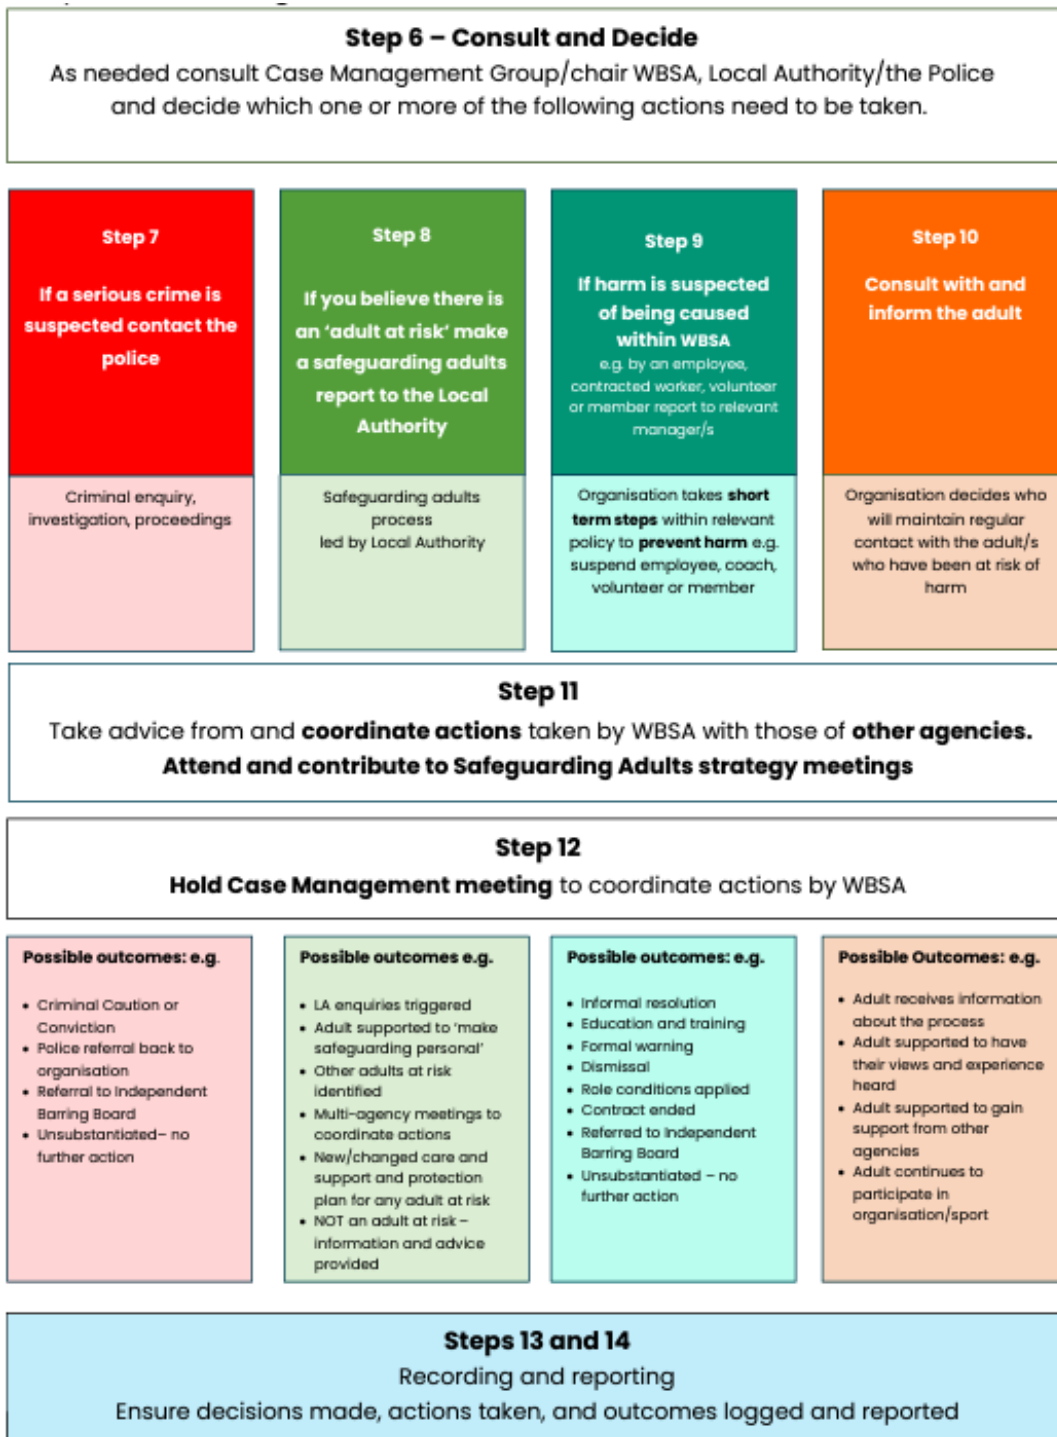 Step 6 – Consult and Decide
As needed consult Case Management Group/chair WBSA, Local Authority/the Police
and decide which one or more of the following actions need to be taken.
Step 7
If a serious crime is
suspected contact the
police
Criminal enquiry,
investigation, proceedings
Step 8
If you believe there is
an ‘adult at risk’ make
a safeguarding adults
report to the Local
Authority
Safeguarding adults
process
led by Local Authority
Step 9
If harm is suspected
of being caused
within WBSA
e.g. by an employee,
contracted worker, volunteer
or member report to relevant
manager/s
Organisation takes short
term steps within relevant
policy to prevent harm e.g.
suspend employee, coach,
volunteer or member
Step 10
Consult with and
inform the adult
Organisation decides who
will maintain regular
contact with the adult/s
who have been at risk of
harm
Step 11
Take advice from and coordinate actions taken by WBSA with those of other agencies.
Attend and contribute to Safeguarding Adults strategy meetings
Step 12
Hold Case Management meeting to coordinate actions by WBSA
Possible outcomes: e.g.
• Criminal Caution or
Conviction
• Police referral back to
organisation
• Referral to Independent
Barring Board
• Unsubstantiated– no
further action
Possible outcomes e.g.
• LA enquiries triggered
• Adult supported to ‘make
safeguarding personal’
• Other adults at risk
identified
• Multi-agency meetings to
coordinate actions
• New/changed care and
support and protection
plan for any adult at risk
• NOT an adult at risk –
information and advice
provided
Possible outcomes: e.g.
• Informal resolution
• Education and training
• Formal warning
• Dismissal
• Role conditions applied
• Contract ended
• Referred to Independent
Barring Board
• Unsubstantiated – no
further action
Possible Outcomes: e.g.
• Adult receives information
about the process
• Adult supported to have
their views and experience
heard
• Adult supported to gain
support from other
agencies
• Adult continues to
participate in
organisation/sport
Steps 13 and 14
Recording and reporting
Ensure decisions made, actions taken, and outcomes logged and reported